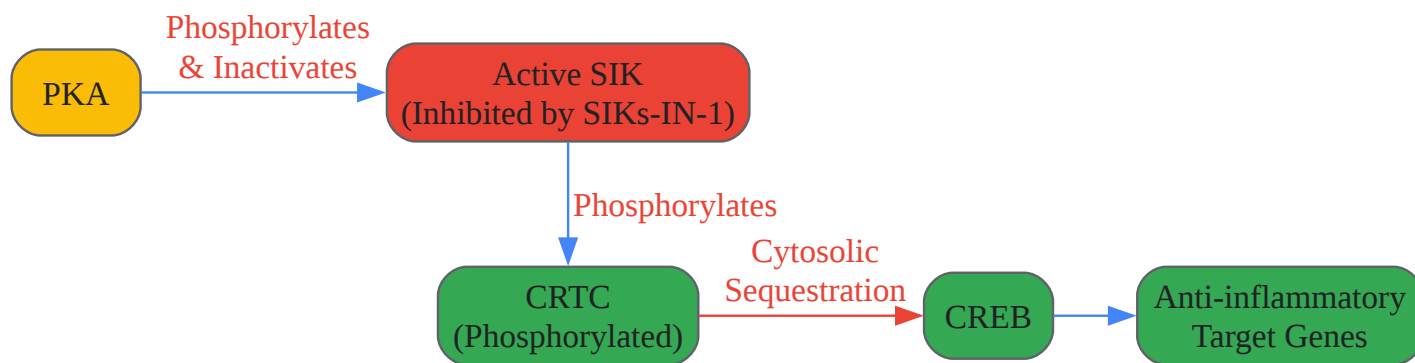 Phosphorylates
& Inactivates
PKA
Active SIK
(Inhibited by SIKs-IN-1)
Phosphorylates
CRTC
(Phosphorylated)
Cytosolic
Sequestration
CREB
Anti-inflammatory
Target Genes